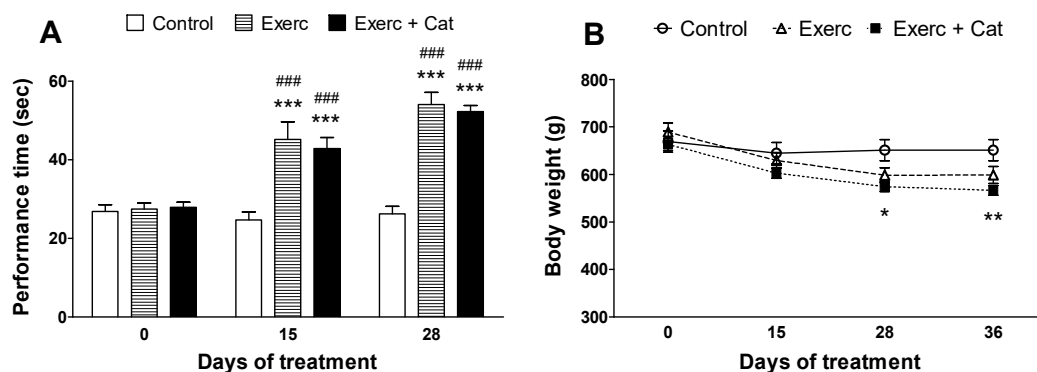 A
Control Exerc Exerc + Cat
Performance time (sec)
60
40
20
0
###
***
###
***
###
***
###
***
0 15 28
Days of treatment
B
Control Exerc Exerc + Cat
Body weight (g)
800
700
600
500
400
300
*
**
0 15 28 36
Days of treatment